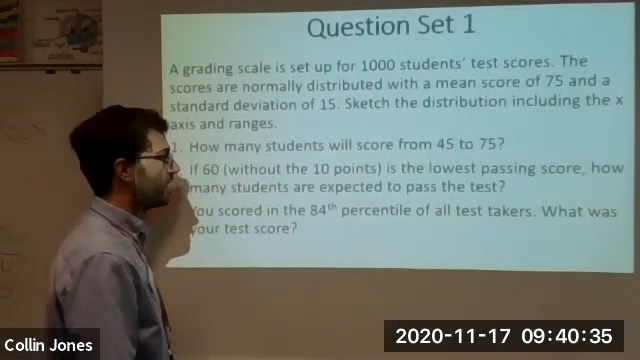 Question Set 1
A grading scale is set up for 1000 students' test scores. The
scores are normally distributed with a mean score of 75 and a
standard deviation of 15. Sketch the distribution including the x
axis and ranges.
1. How many students will score from 45 to 75?
If 60 (without the 10 points) is the lowest passing score, how
many students are expected to pass the test?
You scored in the 84th percentile of all test takers. What was
your test score?
Collin Jones
2020-11-17 09:40:35